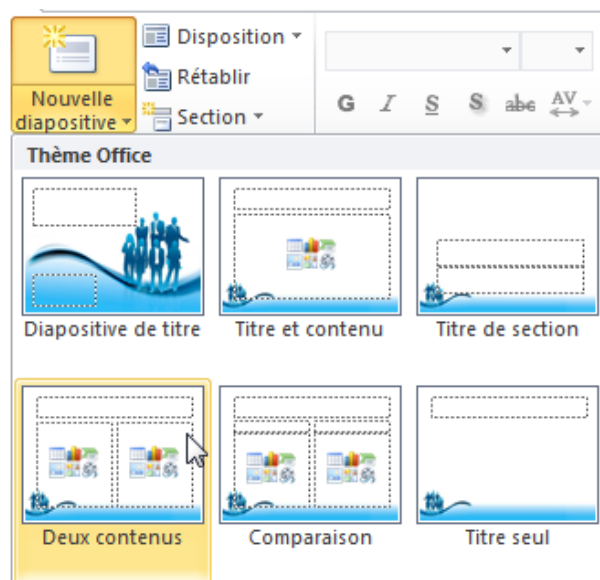 Nouvelle
diapositive
Disposition
Rétablir
Section
G I S S abc AV
Thème Office
Diapositive de titre
Titre et contenu
Titre de section
Deux contenus
Comparaison
Titre seul